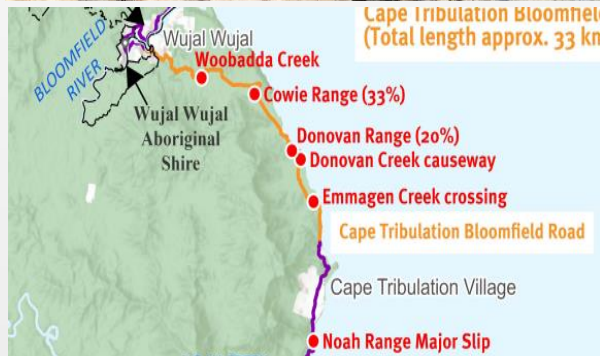 Cape Tribulation Bloomfield
(Total length approx. 33 km
Wujal Wujal
BLOOMFIELD
RIVER
Woobadda Creek
Cowie Range (33%)
Wujal Wujal
Aboriginal
Shire
Donovan Range (20%)
Donovan Creek causeway
Emmagen Creek crossing
Cape Tribulation Bloomfield Road
Cape Tribulation Village
Noah Range Major Slip